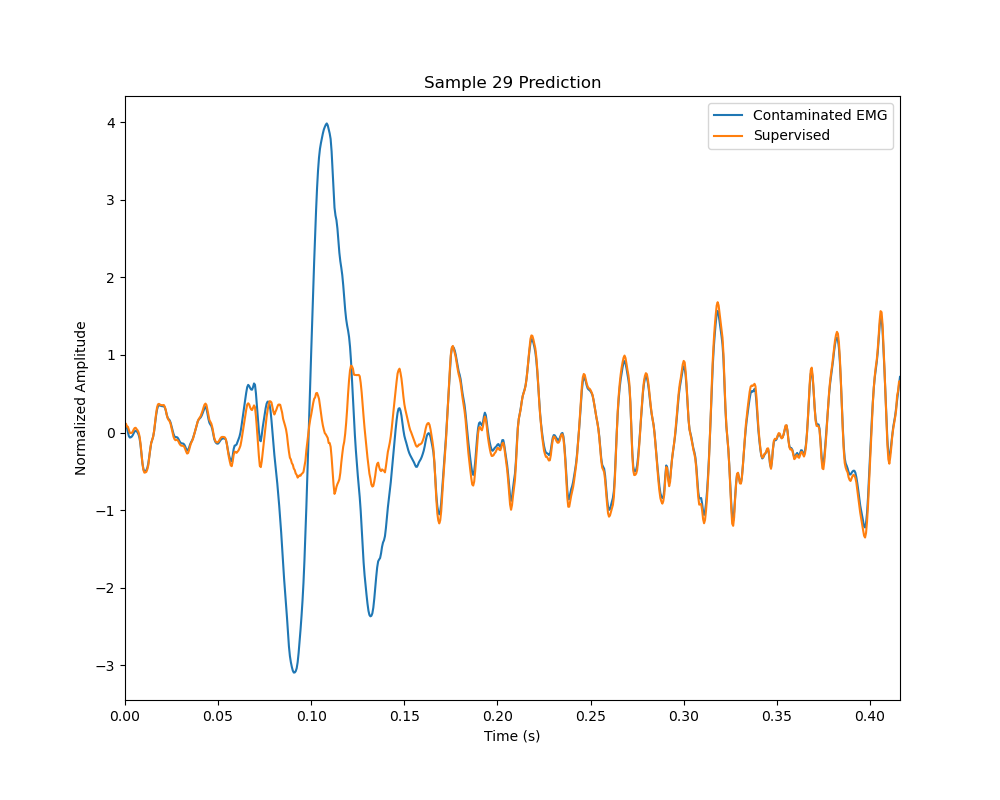 Sample 29 Prediction
Contaminated EMG
Supervised
Normalized Amplitude
4
3
2
1
0
−1
−2
−3
0.00 0.05 0.10 0.15 0.20 0.25 0.30 0.35 0.40
Time (s)